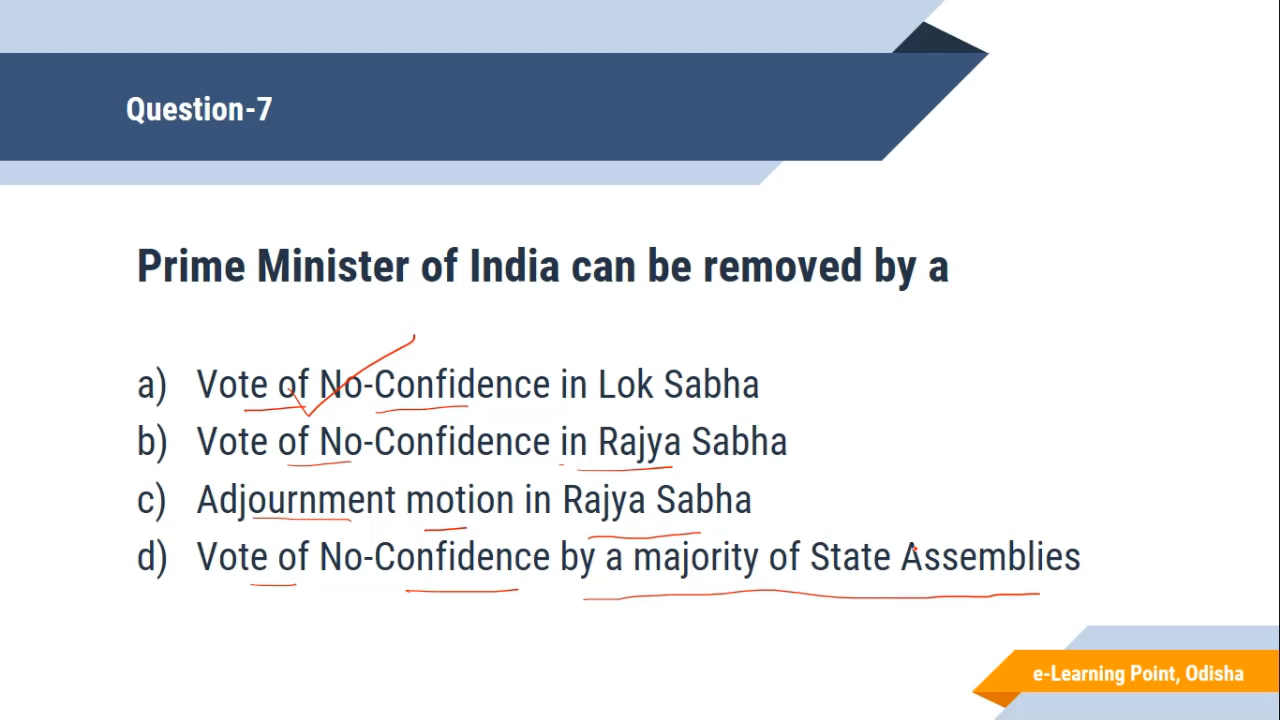 Question-7
Prime Minister of India can be removed by a
a) Vote of No-Confidence in Lok Sabha
b) Vote of No-Confidence in Rajya Sabha
c) Adjournment motion in Rajya Sabha
d) Vote of No-Confidence by a majority of State Assemblies
e-Learning Point, Odisha